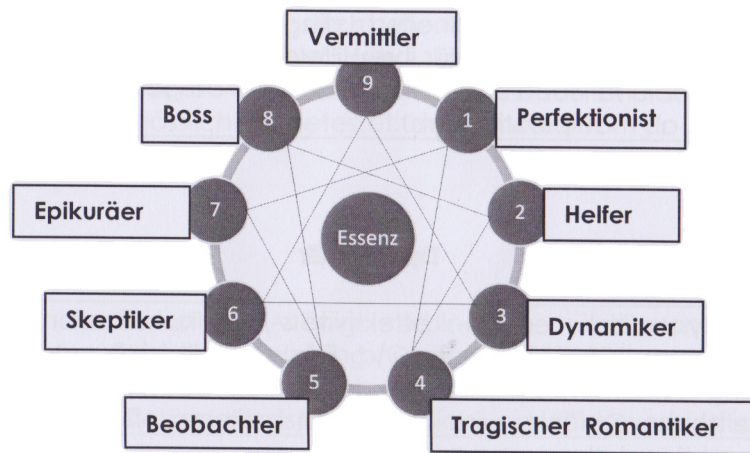 Vermittler
9
Boss
8
1
Perfektionist
Epikuräer
7
2
Helfer
Essenz
Skeptiker
6
3
Dynamiker
5
4
Beobachter
Tragischer Romantiker